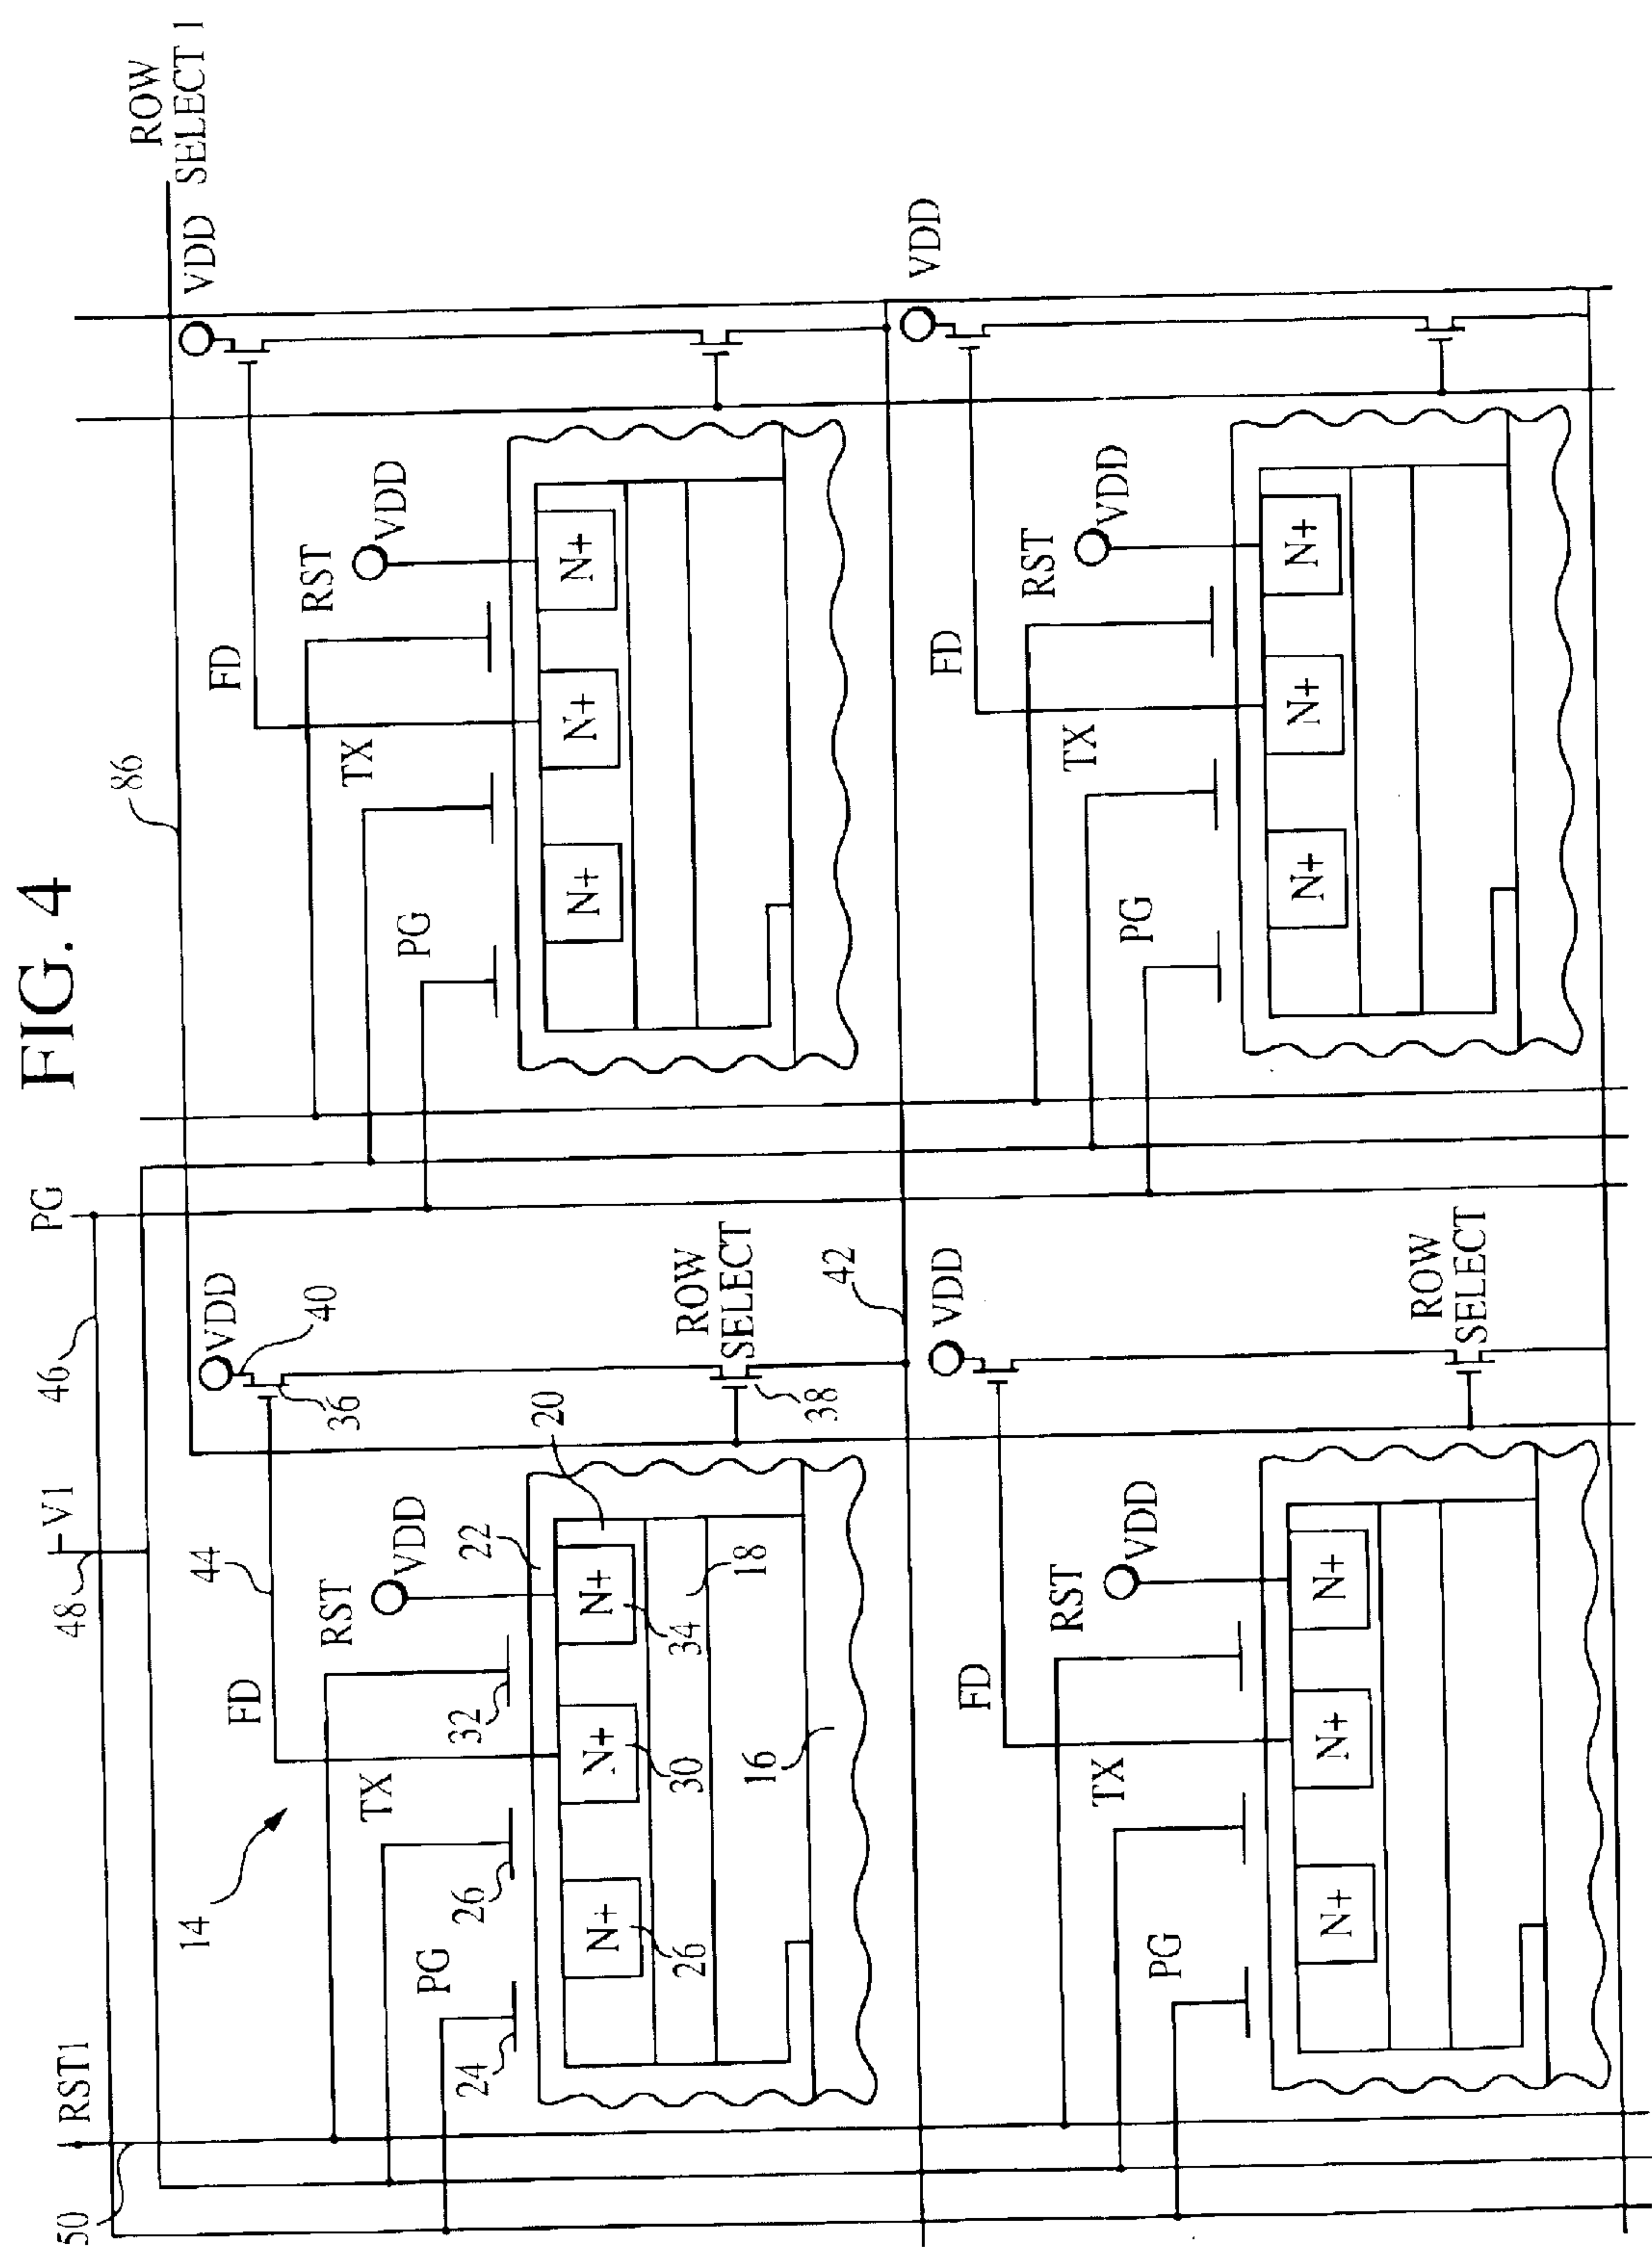 FIG. 4
50 RST1 48 V1 46 PG 86 ROW
SELECT 1
14 FD 44 VDD FD VDD
40
36
RST RST
TX VDD TX VDD
PG PG
24 26 32 22 20
N+ N+ N+ N+ N+ N+
26 30 34 ROW
SELECT
16 18 38
42
FD VDD FD VDD
RST RST
TX VDD TX VDD
PG PG
N+ N+ N+ N+ N+ N+
ROW
SELECT